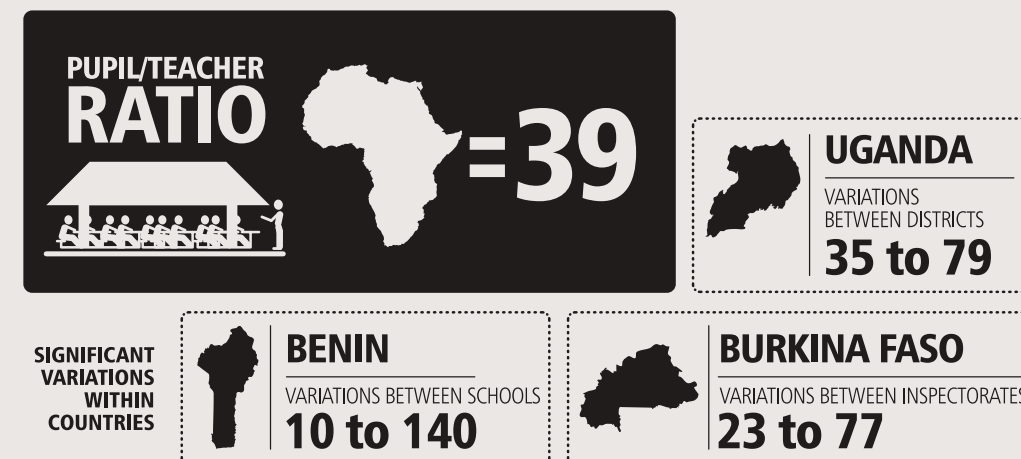 PUPIL/TEACHER
RATIO
=39
UGANDA
VARIATIONS
BETWEEN DISTRICTS
35 to 79
SIGNIFICANT
VARIATIONS
WITHIN
COUNTRIES
BENIN
VARIATIONS BETWEEN SCHOOLS
10 to 140
BURKINA FASO
VARIATIONS BETWEEN INSPECTORATES
23 to 77